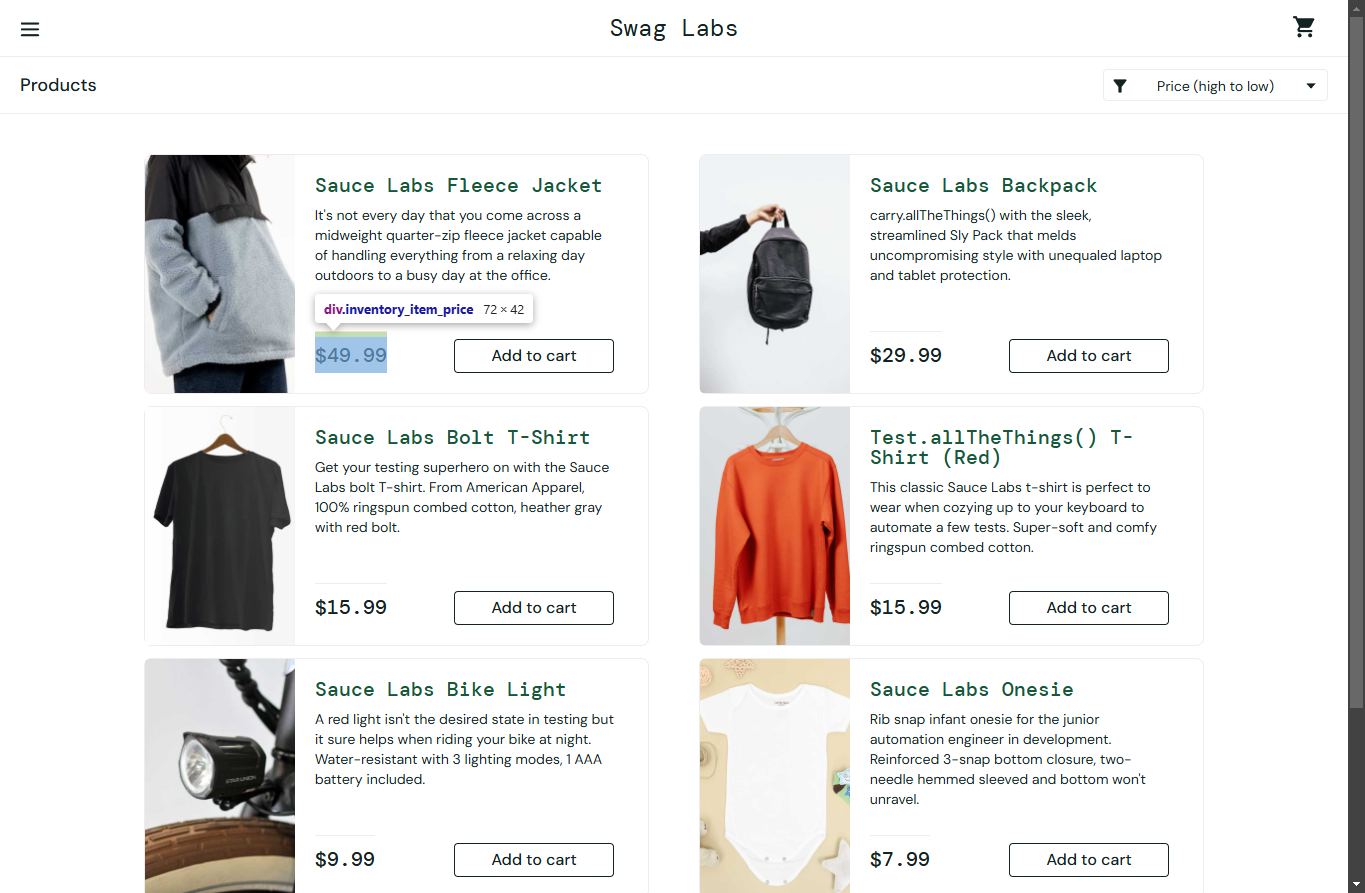 Swag Labs
Products
Price (high to low)
Sauce Labs Fleece Jacket
It's not every day that you come across a
midweight quarter-zip fleece jacket capable
of handling everything from a relaxing day
outdoors to a busy day at the office.
div.inventory_item_price 72 × 42
$49.99
Add to cart
Sauce Labs Backpack
carry.allTheThings() with the sleek,
streamlined Sly Pack that melds
uncompromising style with unequaled laptop
and tablet protection.
$29.99
Add to cart
Sauce Labs Bolt T-Shirt
Get your testing superhero on with the Sauce
Labs bolt T-shirt. From American Apparel,
100% ringspun combed cotton, heather gray
with red bolt.
$15.99
Add to cart
Test.allTheThings() T-
Shirt (Red)
This classic Sauce Labs t-shirt is perfect to
wear when cozying up to your keyboard to
automate a few tests. Super-soft and comfy
ringspun combed cotton.
$15.99
Add to cart
Sauce Labs Bike Light
A red light isn't the desired state in testing but
it sure helps when riding your bike at night.
Water-resistant with 3 lighting modes, 1 AAA
battery included.
$9.99
Add to cart
Sauce Labs Onesie
Rib snap infant onesie for the junior
automation engineer in development.
Reinforced 3-snap bottom closure, two-
needle hemmed sleeved and bottom won't
unravel.
$7.99
Add to cart